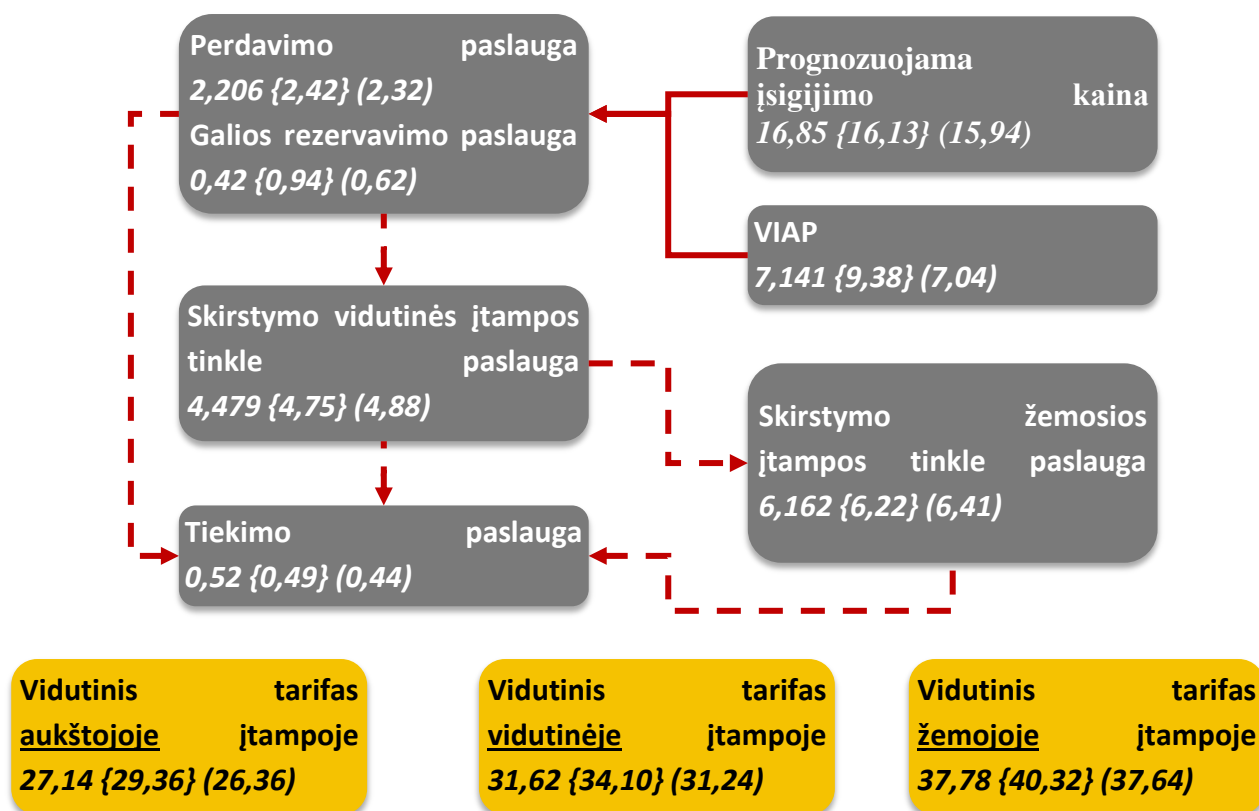 Perdavimo paslauga
2,206 {2,42} (2,32)
Galios rezervavimo paslauga
0,42 {0,94} (0,62)
Prognozuojama
įsigijimo kaina
16,85 {16,13} (15,94)
VIAP
7,141 {9,38} (7,04)
Skirstymo vidutinės įtampos
tinkle paslauga
4,479 {4,75} (4,88)
Skirstymo žemosios
įtampos tinkle paslauga
6,162 {6,22} (6,41)
Tiekimo paslauga
0,52 {0,49} (0,44)
Vidutinis tarifas
aukštojoje įtampoje
27,14 {29,36} (26,36)
Vidutinis tarifas
vidutinėje įtampoje
31,62 {34,10} (31,24)
Vidutinis tarifas
žemojoje įtampoje
37,78 {40,32} (37,64)